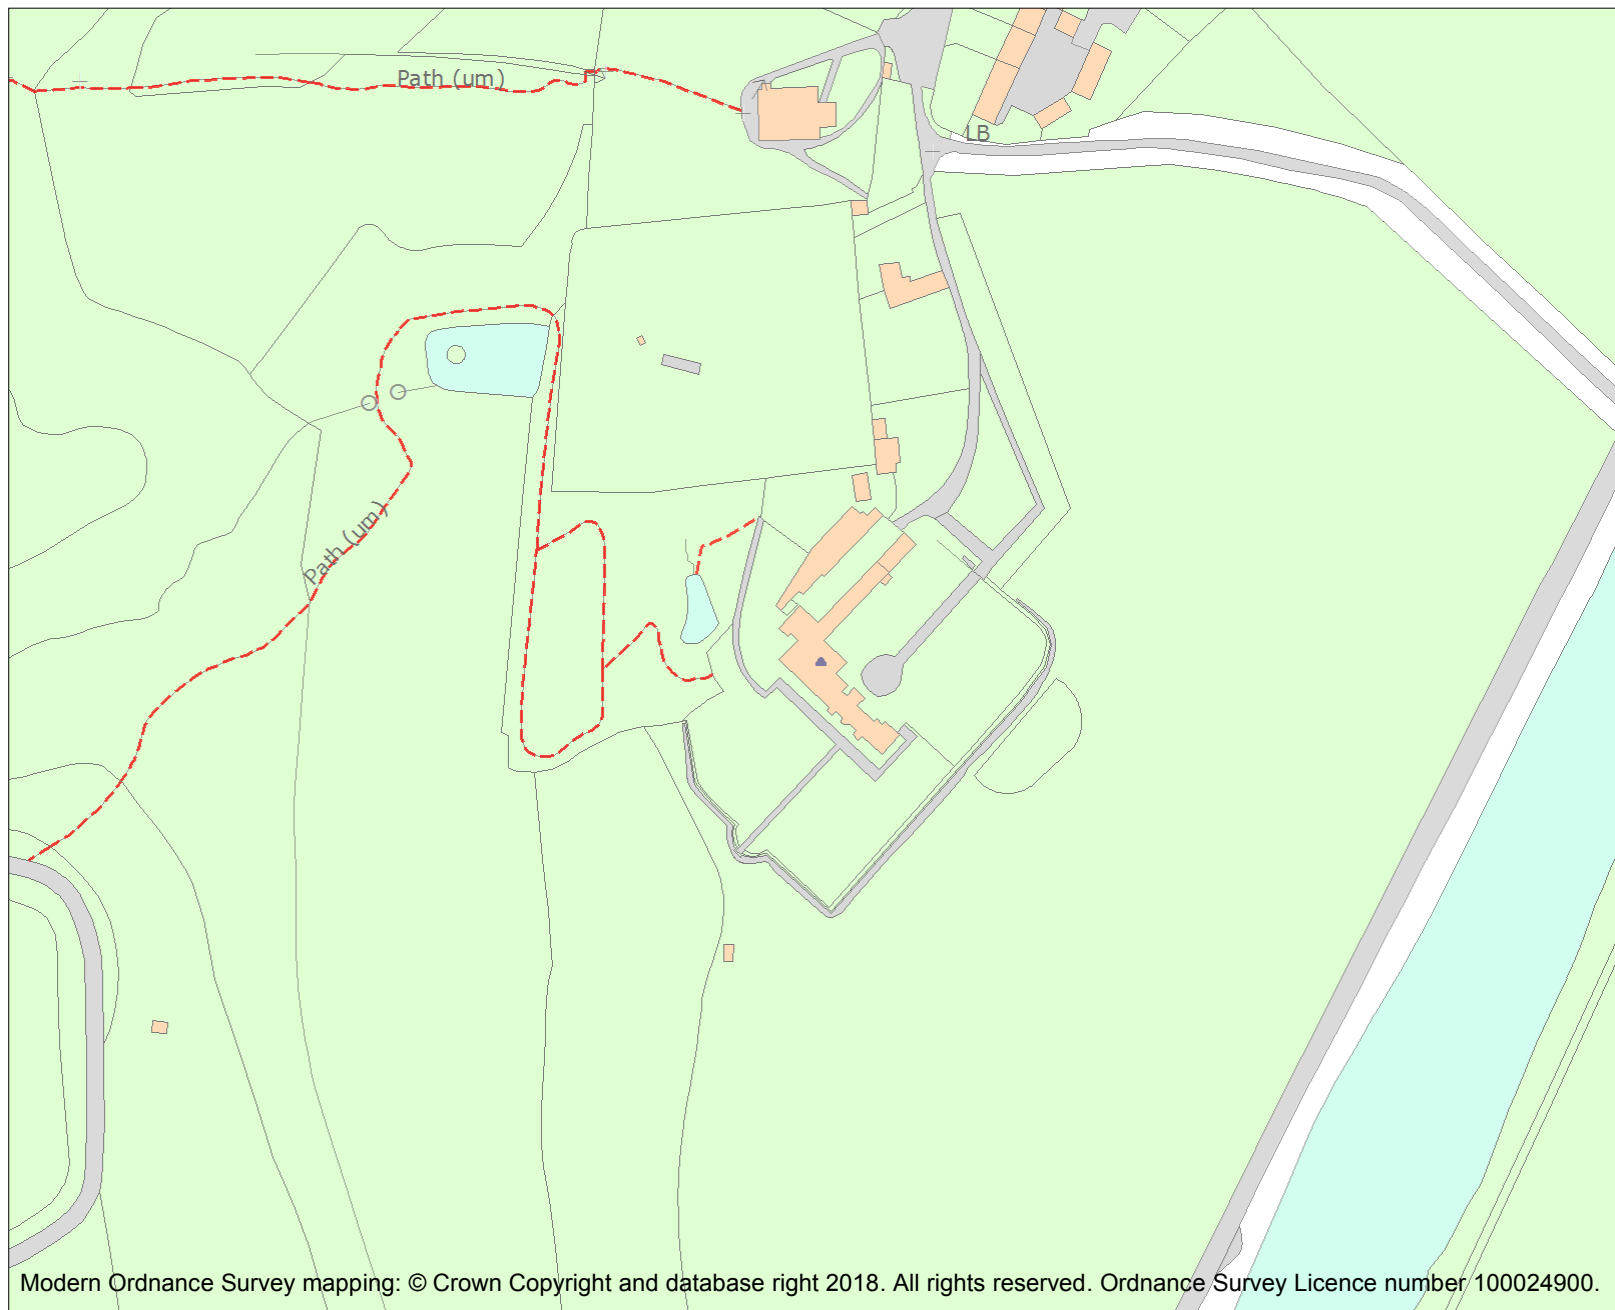 Path (um)
LB
Path (um)
Modern Ordnance Survey mapping: © Crown Copyright and database right 2018. All rights reserved. Ordnance Survey Licence number 100024900.